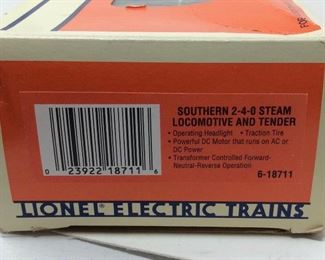 FOR
SOUTHERN 2-4-0 STEAM
LOCOMOTIVE AND TENDER
• Operating Headlight • Traction Tire
• Powerful DC Motor that runs on AC or
DC Power
• Transformer Controlled Forward-
Neutral-Reverse Operation
6-18711
0 23922 18711 6
LIONEL® ELECTRIC TRAINS